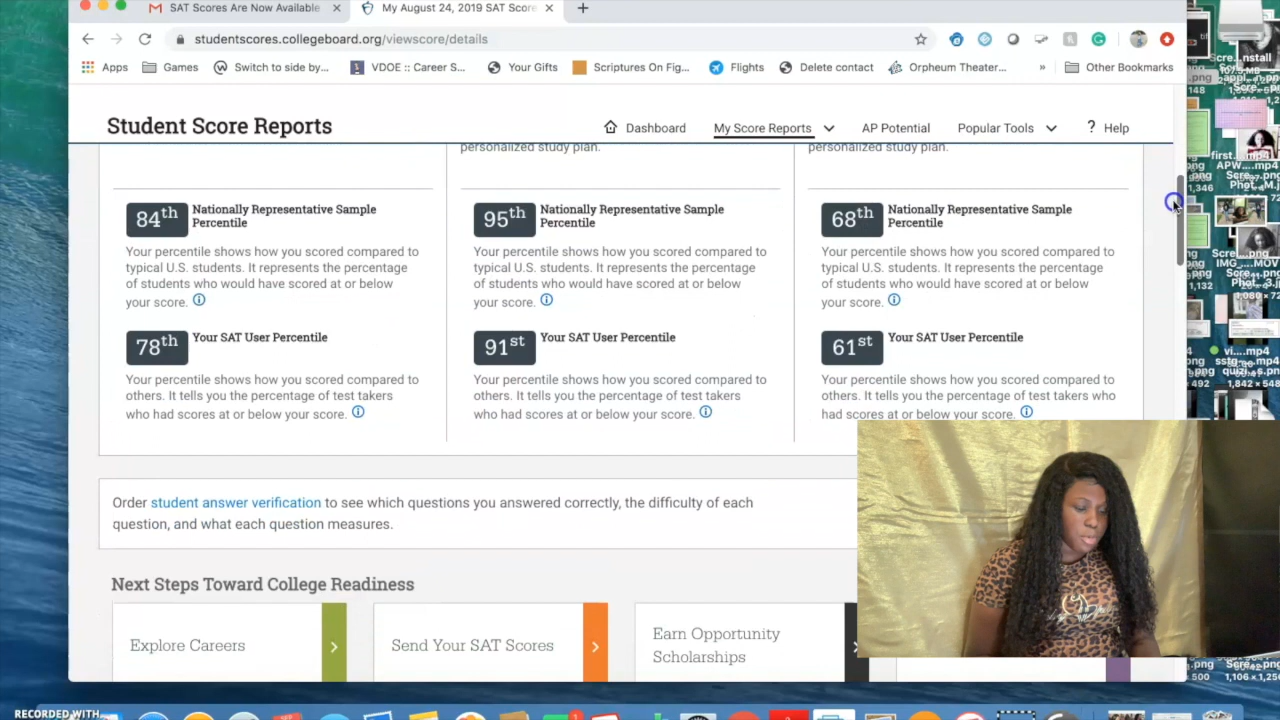 SAT Scores Are Now Available
My August 24, 2019 SAT Score
studentscores.collegeboard.org/viewscore/details
Apps Games Switch to side by... VDOE :: Career S... Your Gifts Scriptures On Fig... Flights Delete contact Orpheum Theater... » Other Bookmarks
Student Score Reports
Dashboard My Score Reports AP Potential Popular Tools ? Help
personalized study plan. personalized study plan.
84th Nationally Representative Sample Percentile
Your percentile shows how you scored compared to
typical U.S. students. It represents the percentage
of students who would have scored at or below
your score.
78th Your SAT User Percentile
Your percentile shows how you scored compared to
others. It tells you the percentage of test takers
who had scores at or below your score.
95th Nationally Representative Sample Percentile
Your percentile shows how you scored compared to
typical U.S. students. It represents the percentage
of students who would have scored at or below
your score.
91st Your SAT User Percentile
Your percentile shows how you scored compared to
others. It tells you the percentage of test takers
who had scores at or below your score.
68th Nationally Representative Sample Percentile
Your percentile shows how you scored compared to
typical U.S. students. It represents the percentage
of students who would have scored at or below
your score.
61st Your SAT User Percentile
Your percentile shows how you scored compared to
others. It tells you the percentage of test takers
who had scores at or below your score.
Order student answer verification to see which questions you answered correctly, the difficulty of each
question, and what each question measures.
Next Steps Toward College Readiness
Explore Careers
Send Your SAT Scores
Earn Opportunity
Scholarships
RECORDED WITH